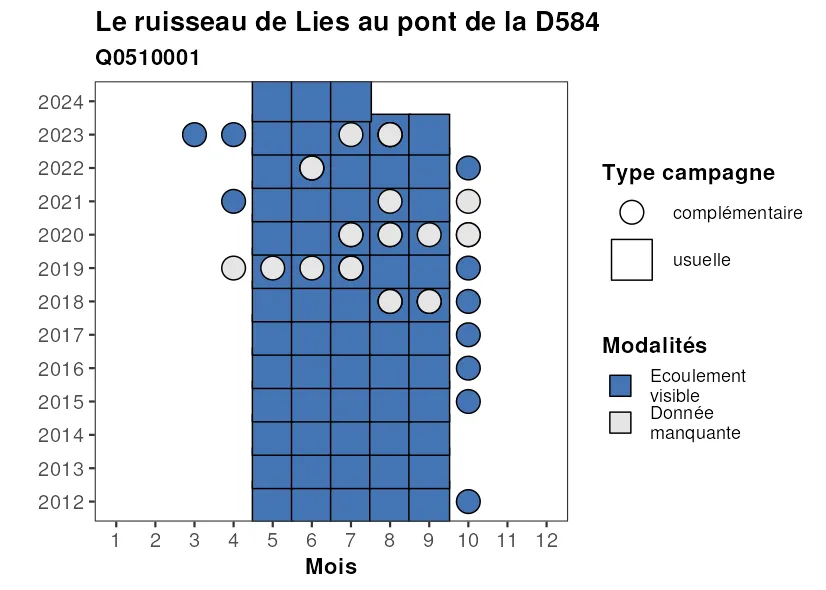 Le ruisseau de Lies au pont de la D584
Q0510001
2024
2023
2022
2021
2020
2019
2018
2017
2016
2015
2014
2013
2012
1 2 3 4 5 6 7 8 9 10 11 12
Mois
Type campagne
complémentaire
usuelle
Modalités
Ecoulement
visible
Donnée
manquante